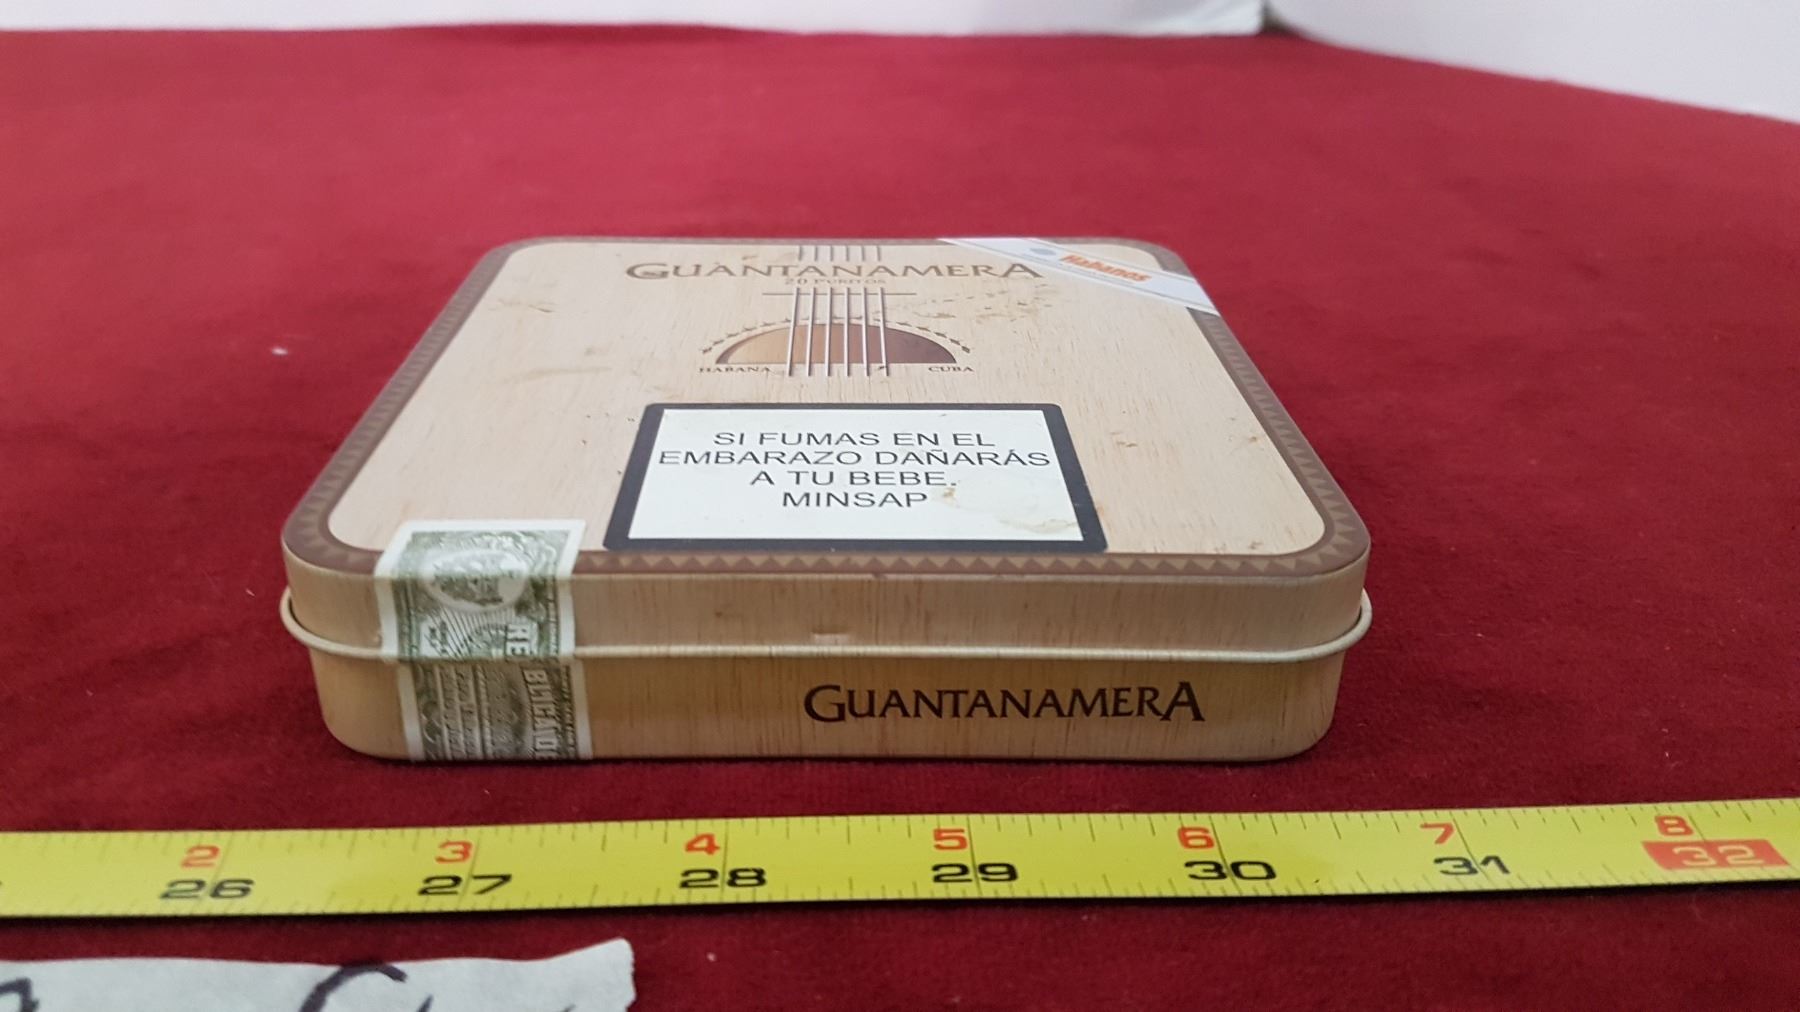 GUANTANAMERA
20 PURITOS
Habanos
HABANA CUBA
SI FUMAS EN EL
EMBARAZO DAÑARÁS
A TU BEBE.
MINSAP
GUANTANAMERA
2 3 4 5 6 7 8
26 27 28 29 30 31 32